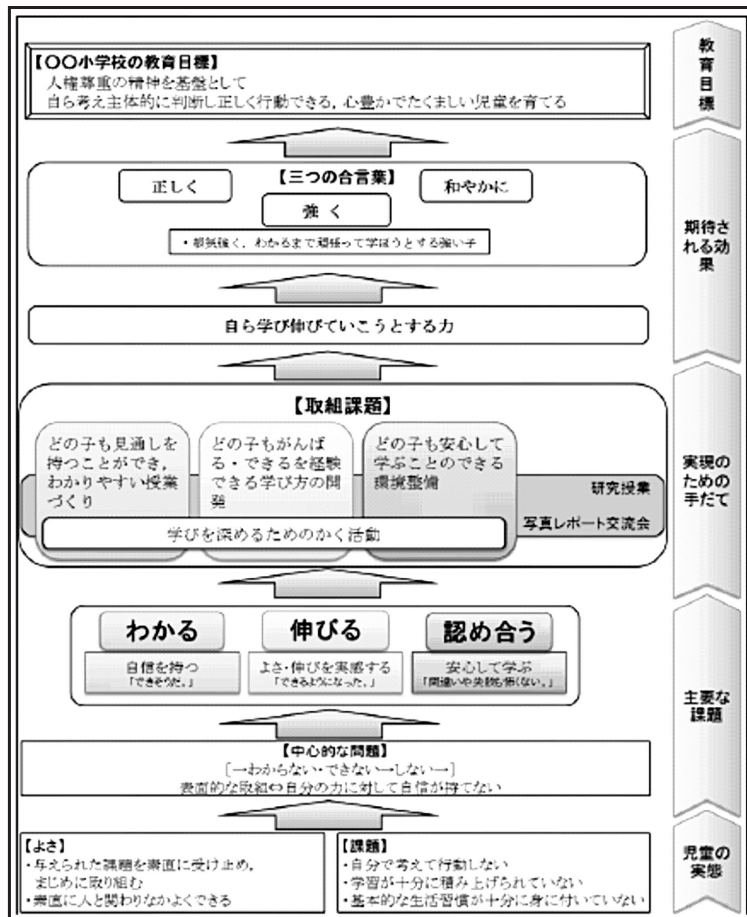 【〇〇小学校の教育目標】
人権尊重の精神を基盤として
自ら考え主体的に判断し正しく行動できる，心豊かでたくましい児童を育てる
教育目標
【三つの合言葉】
正しく
和やかに
強く
・根気強く，わかるまで頑張って学ぼうとする強い子
期待される効果
自ら学び伸びていこうとする力
【取組課題】
どの子も見通しを
持つことができ，
わかりやすい授業
づくり
どの子もがんば
る・できるを経験
できる学び方の開
発
どの子も安心して
学ぶことのできる
環境整備
研究授業
写真レポート交流会
学びを深めるためのかく活動
実現の
ための
手だて
わかる
伸びる
認め合う
自信を持つ
「できそうだ。」
よさ・伸びを実感する
「できるようになった。」
安心して学ぶ
「間違いや失敗も怖くない。」
主要な
課題
【中心的な問題】
［→わからない・できない→しない→］
表面的な取組⇔自分の力に対して自信が持てない
【よさ】
・与えられた課題を素直に受け止め，
まじめに取り組む
・素直に人と関わりなかよくできる
【課題】
・自分で考えて行動しない
・学習が十分に積み上げられていない
・基本的な生活習慣が十分に身に付いていない
児童の
実態